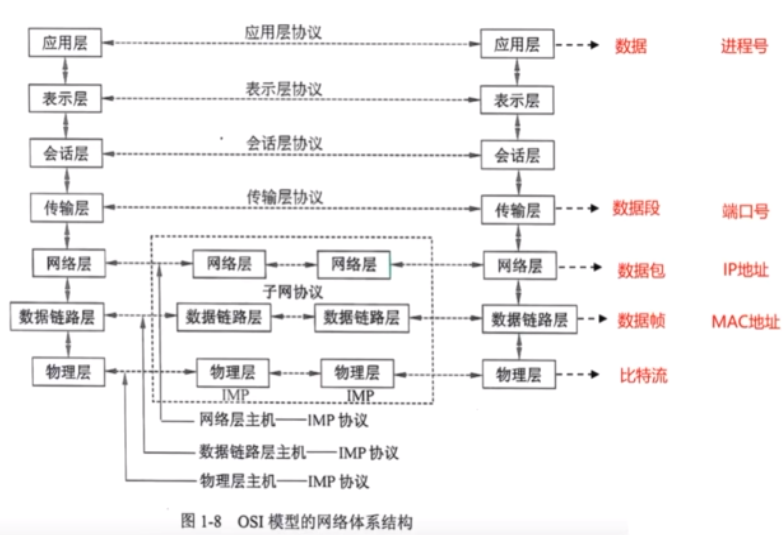 应用层协议
应用层 应用层 数据 进程号
表示层协议
表示层 表示层
会话层协议
会话层 会话层
传输层协议
传输层 传输层 数据段 端口号
网络层 网络层 网络层 网络层 数据包 IP地址
子网协议
数据链路层 数据链路层 数据链路层 数据链路层 数据帧 MAC地址
物理层 物理层 物理层 物理层 比特流
IMP IMP
网络层主机——IMP 协议
数据链路层主机——IMP 协议
物理层主机——IMP 协议
图 1-8 OSI 模型的网络体系结构